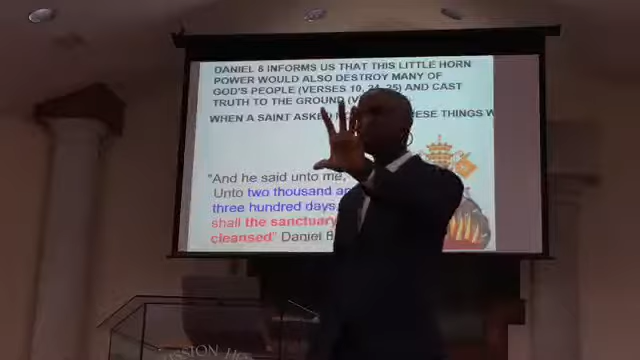 DANIEL 8 INFORMS US THAT THIS LITTLE HORN
POWER WOULD ALSO DESTROY MANY OF
GOD'S PEOPLE (VERSES 10, 24, 25) AND CAST
TRUTH TO THE GROUND
WHEN A SAINT ASKED THESE THINGS
"And he said unto me,
Unto two thousand
three hundred days,
shall the sanctuary
cleansed" Daniel 8